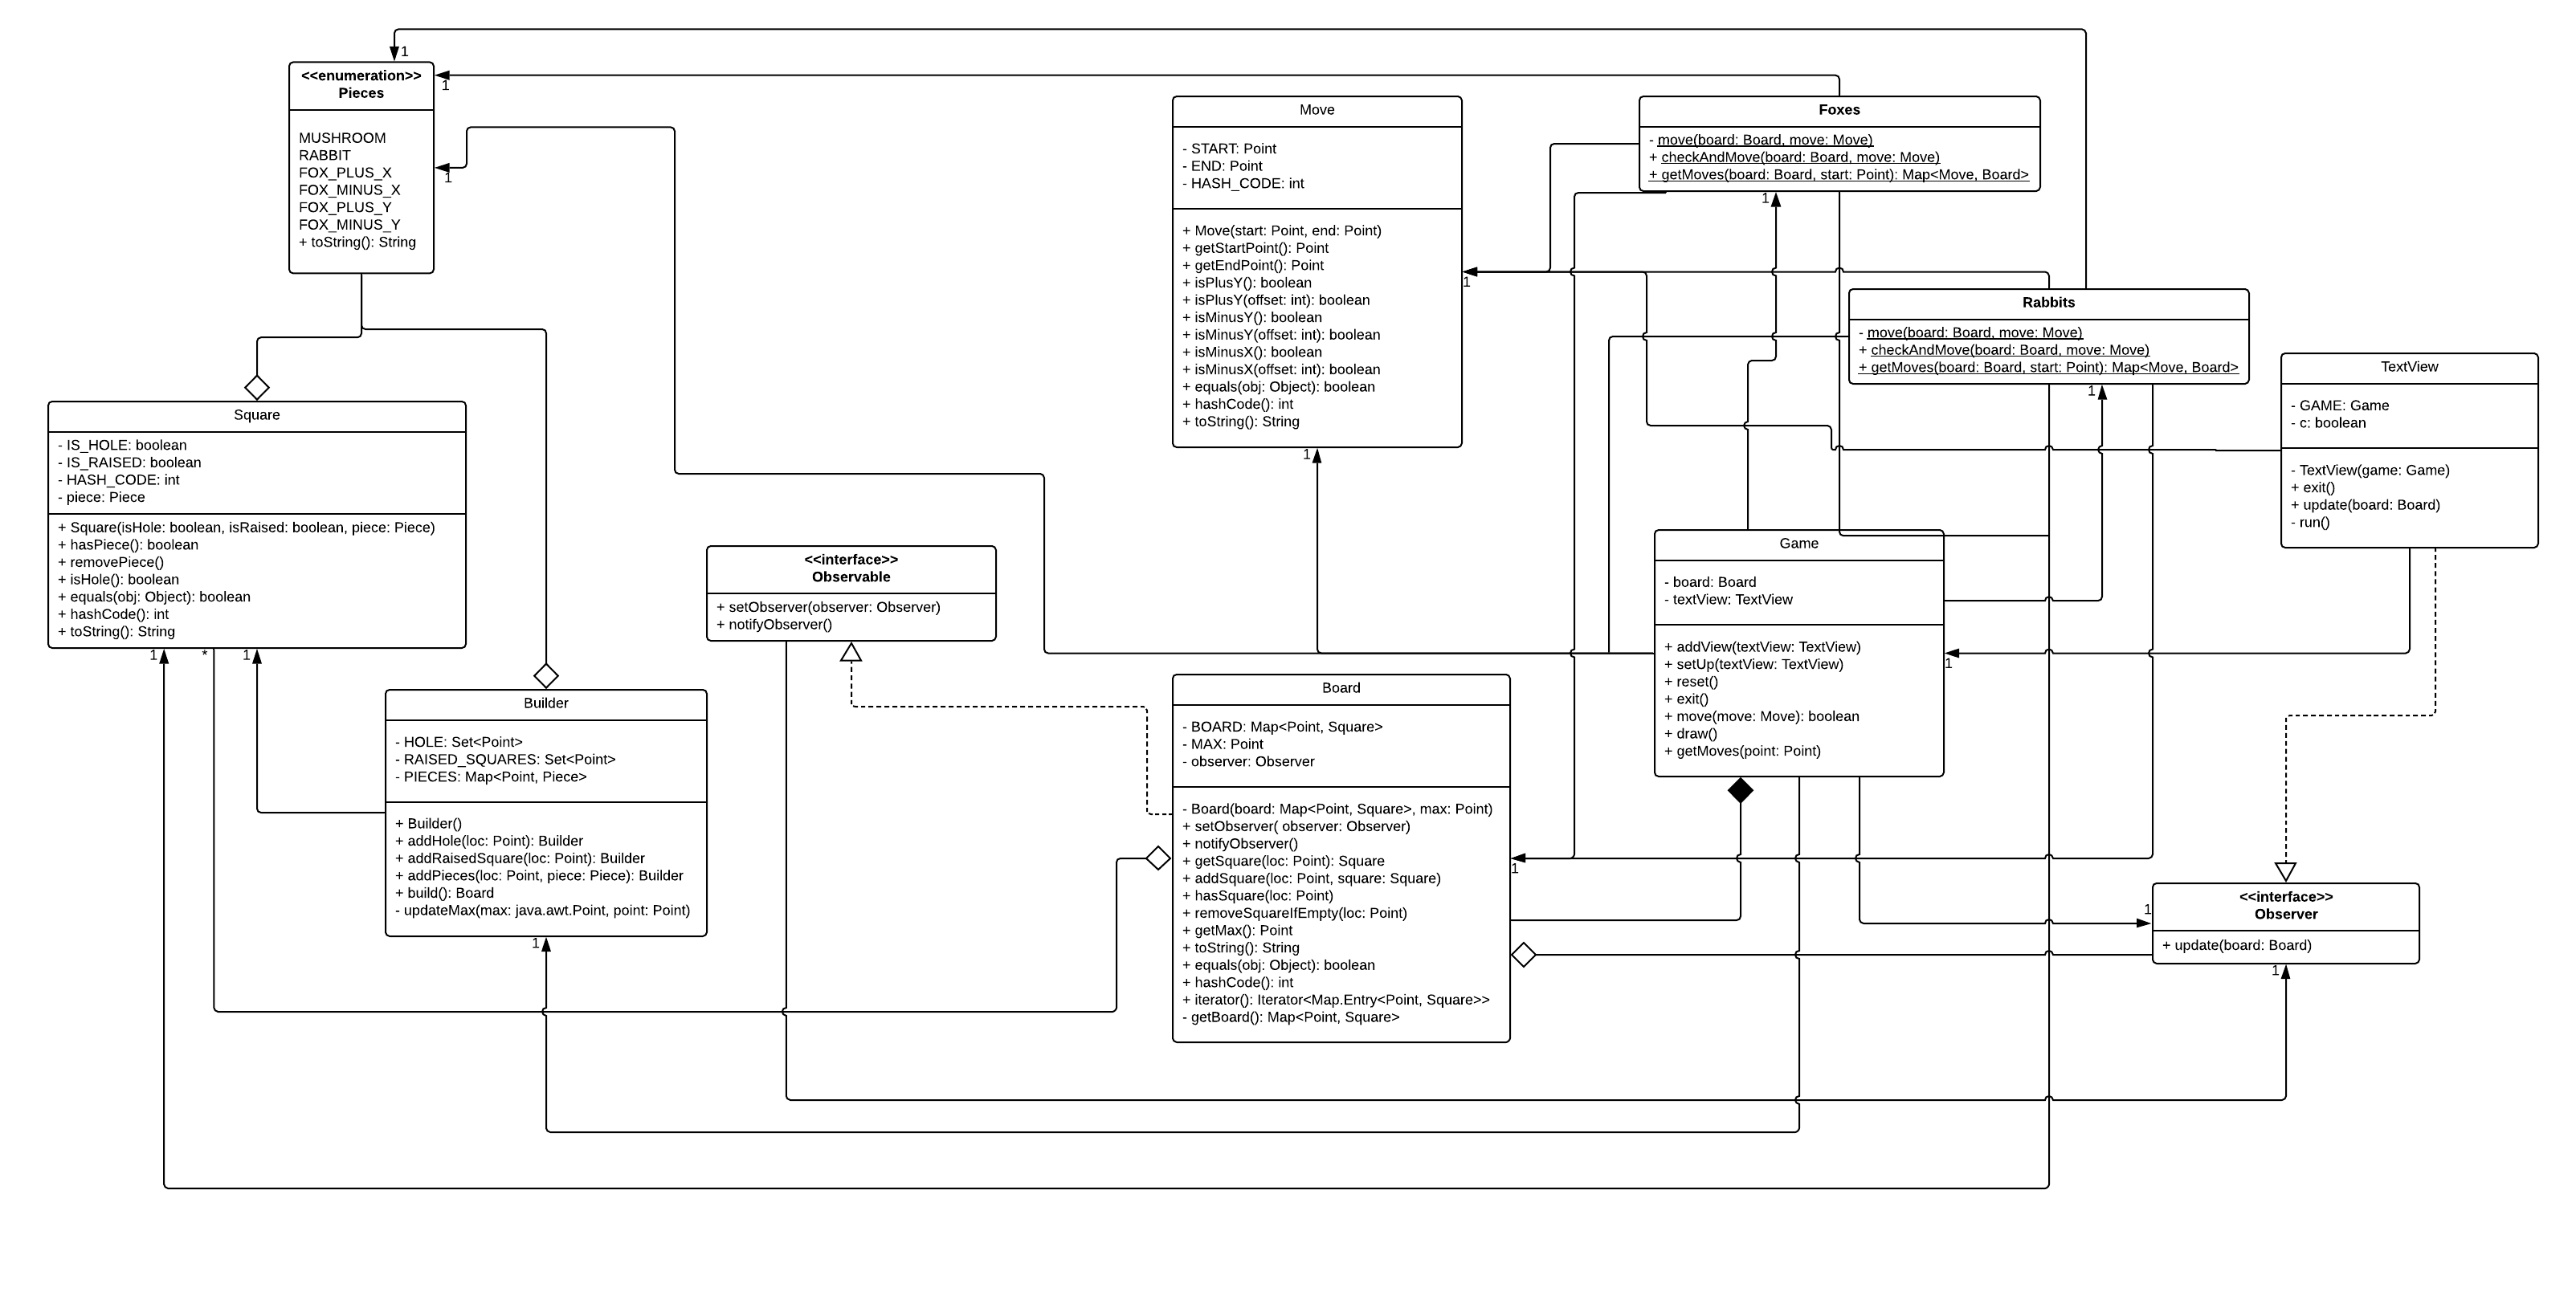 1
<<enumeration>>
Pieces
1
MUSHROOM
RABBIT
FOX_PLUS_X
FOX_MINUS_X
FOX_PLUS_Y
FOX_MINUS_Y
+ toString(): String
1
Move
- START: Point
- END: Point
- HASH_CODE: int
+ Move(start: Point, end: Point)
+ getStartPoint(): Point
+ getEndPoint(): Point
+ isPlusY(): boolean
+ isPlusY(offset: int): boolean
+ isMinusY(): boolean
+ isMinusY(offset: int): boolean
+ isMinusX(): boolean
+ isMinusX(offset: int): boolean
+ equals(obj: Object): boolean
+ hashCode(): int
+ toString(): String
1
1
Foxes
- move(board: Board, move: Move)
+ checkAndMove(board: Board, move: Move)
+ getMoves(board: Board, start: Point): Map<Move, Board>
1
Rabbits
- move(board: Board, move: Move)
+ checkAndMove(board: Board, move: Move)
+ getMoves(board: Board, start: Point): Map<Move, Board>
1
TextView
- GAME: Game
- c: boolean
- TextView(game: Game)
+ exit()
+ update(board: Board)
- run()
Square
- IS_HOLE: boolean
- IS_RAISED: boolean
- HASH_CODE: int
- piece: Piece
+ Square(isHole: boolean, isRaised: boolean, piece: Piece)
+ hasPiece(): boolean
+ removePiece()
+ isHole(): boolean
+ equals(obj: Object): boolean
+ hashCode(): int
+ toString(): String
1
*
1
<<interface>>
Observable
+ setObserver(observer: Observer)
+ notifyObserver()
Game
- board: Board
- textView: TextView
+ addView(textView: TextView)
+ setUp(textView: TextView)
+ reset()
+ exit()
+ move(move: Move): boolean
+ draw()
+ getMoves(point: Point)
1
Builder
- HOLE: Set<Point>
- RAISED_SQUARES: Set<Point>
- PIECES: Map<Point, Piece>
+ Builder()
+ addHole(loc: Point): Builder
+ addRaisedSquare(loc: Point): Builder
+ addPieces(loc: Point, piece: Piece): Builder
+ build(): Board
- updateMax(max: java.awt.Point, point: Point)
1
Board
- BOARD: Map<Point, Square>
- MAX: Point
- observer: Observer
- Board(board: Map<Point, Square>, max: Point)
+ setObserver( observer: Observer)
+ notifyObserver()
+ getSquare(loc: Point): Square
+ addSquare(loc: Point, square: Square)
+ hasSquare(loc: Point)
+ removeSquareIfEmpty(loc: Point)
+ getMax(): Point
+ toString(): String
+ equals(obj: Object): boolean
+ hashCode(): int
+ iterator(): Iterator<Map.Entry<Point, Square>>
- getBoard(): Map<Point, Square>
1
1
<<interface>>
Observer
+ update(board: Board)
1